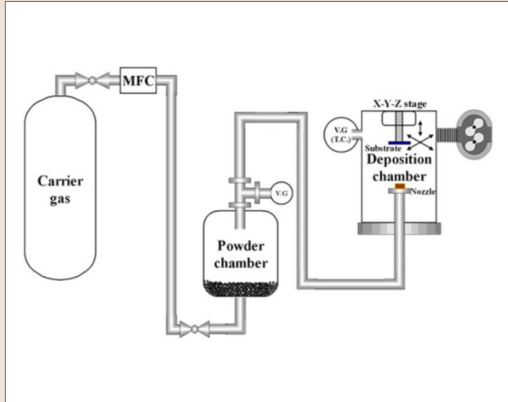 MFC
Carrier
gas
V.G
Powder
chamber
X-Y-Z stage
V.G
(T.C.)
Substrate
Deposition
chamber
Nozzle